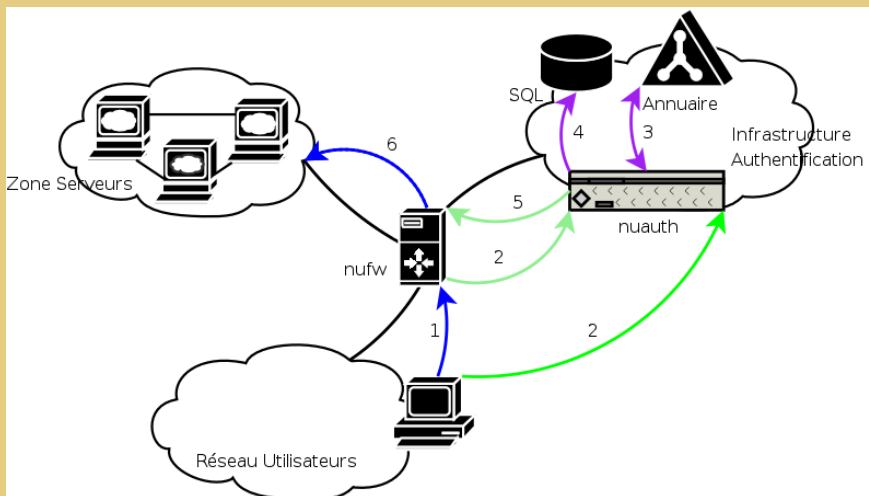 SQL
Annuaire
6
4
3
Infrastructure
Authentification
Zone Serveurs
5
nuauth
nufw
2
1
2
Réseau Utilisateurs